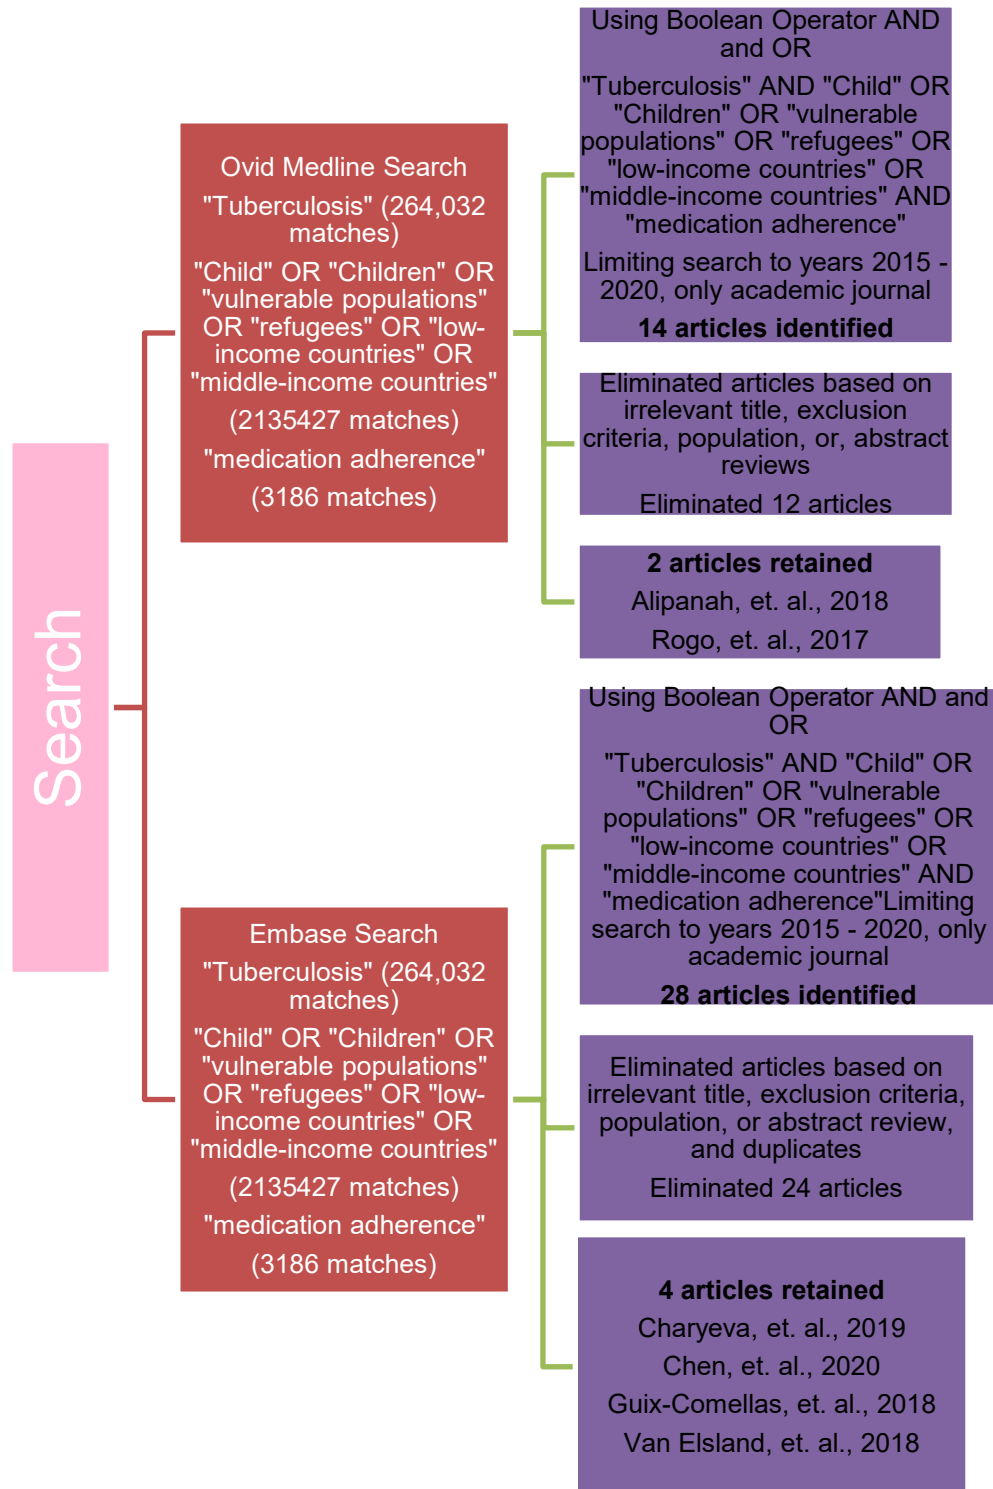 Search
Ovid Medline Search
"Tuberculosis" (264,032
matches)
"Child" OR "Children" OR
"vulnerable populations"
OR "refugees" OR "low-
income countries" OR
"middle-income countries"
(2135427 matches)
"medication adherence"
(3186 matches)
Using Boolean Operator AND
and OR
"Tuberculosis" AND "Child" OR
"Children" OR "vulnerable
populations" OR "refugees" OR
"low-income countries" OR
"middle-income countries" AND
"medication adherence"
Limiting search to years 2015 -
2020, only academic journal
14 articles identified
Eliminated articles based on
irrelevant title, exclusion
criteria, population, or, abstract
reviews
Eliminated 12 articles
2 articles retained
Alipanah, et. al., 2018
Rogo, et. al., 2017
Embase Search
"Tuberculosis" (264,032
matches)
"Child" OR "Children" OR
"vulnerable populations"
OR "refugees" OR "low-
income countries" OR
"middle-income countries"
(2135427 matches)
"medication adherence"
(3186 matches)
Using Boolean Operator AND and
OR
"Tuberculosis" AND "Child" OR
"Children" OR "vulnerable
populations" OR "refugees" OR
"low-income countries" OR
"middle-income countries" AND
"medication adherence"Limiting
search to years 2015 - 2020, only
academic journal
28 articles identified
Eliminated articles based on
irrelevant title, exclusion criteria,
population, or abstract review,
and duplicates
Eliminated 24 articles
4 articles retained
Charyeva, et. al., 2019
Chen, et. al., 2020
Guix-Comellas, et. al., 2018
Van Elsland, et. al., 2018